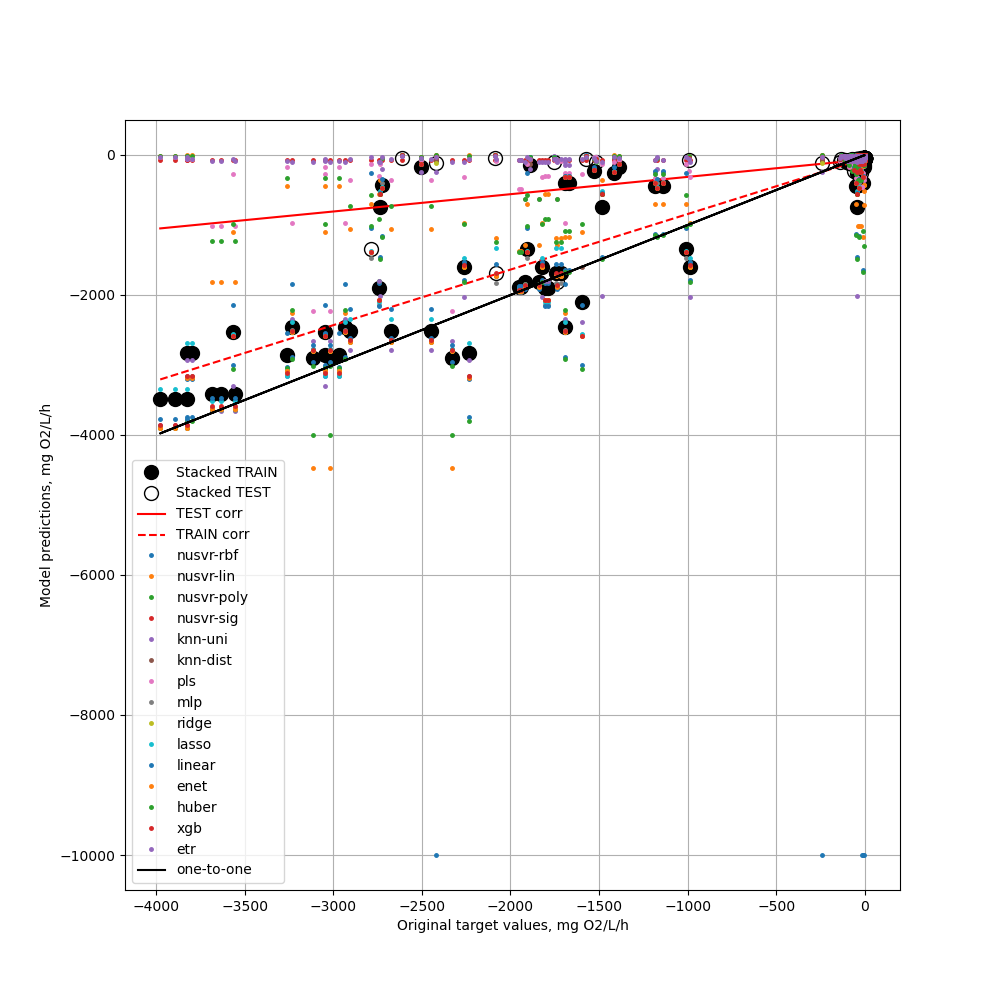 0
−2000
−4000
−6000
−8000
−10000
Model predictions, mg O2/L/h
Stacked TRAIN
Stacked TEST
TEST corr
TRAIN corr
nusvr-rbf
nusvr-lin
nusvr-poly
nusvr-sig
knn-uni
knn-dist
pls
mlp
ridge
lasso
linear
enet
huber
xgb
etr
one-to-one
−4000 −3500 −3000 −2500 −2000 −1500 −1000 −500 0
Original target values, mg O2/L/h